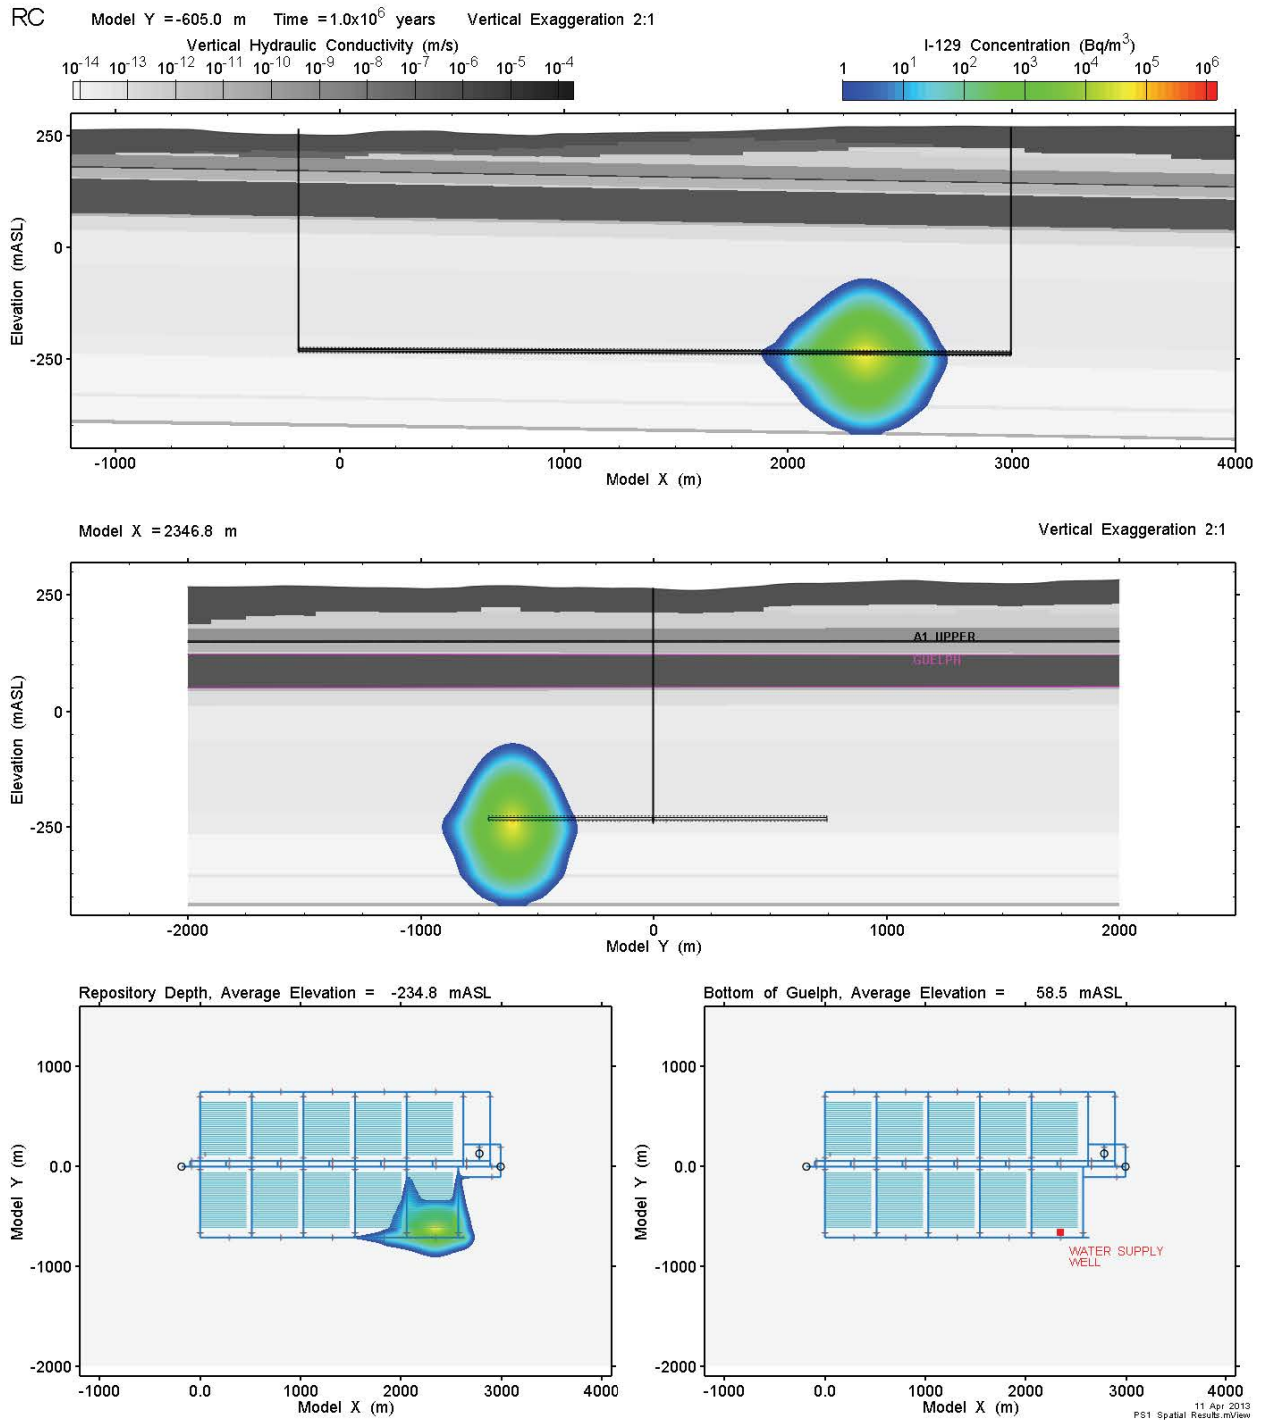 RC
Model Y =-605.0 m Time =1.0x10^6 years Vertical Exaggeration 2:1
Vertical Hydraulic Conductivity (m/s) I-129 Concentration (Bq/m^3)
10^-14 10^-13 10^-12 10^-11 10^-10 10^-9 10^-8 10^-7 10^-6 10^-5 10^-4 1 10^1 10^2 10^3 10^4 10^5 10^6
250
0
-250
Elevation (mASL)
-1000 0 1000 2000 3000 4000
Model X (m)
Model X =2346.8 m Vertical Exaggeration 2:1
250
0
-250
Elevation (mASL)
A1 UPPER
GUELPH
-2000 -1000 0 1000 2000
Model Y (m)
Repository Depth, Average Elevation = -234.8 mASL Bottom of Guelph, Average Elevation = 58.5 mASL
1000 1000
0.0 0.0
-1000 -1000
-2000 -2000
Model Y (m) Model Y (m)
WATER SUPPLY
WELL
-1000 0.0 1000 2000 3000 4000 -1000 0.0 1000 2000 3000 4000
Model X (m) Model X (m)
11 Apr 2013
PS1 Spatial Results.mView